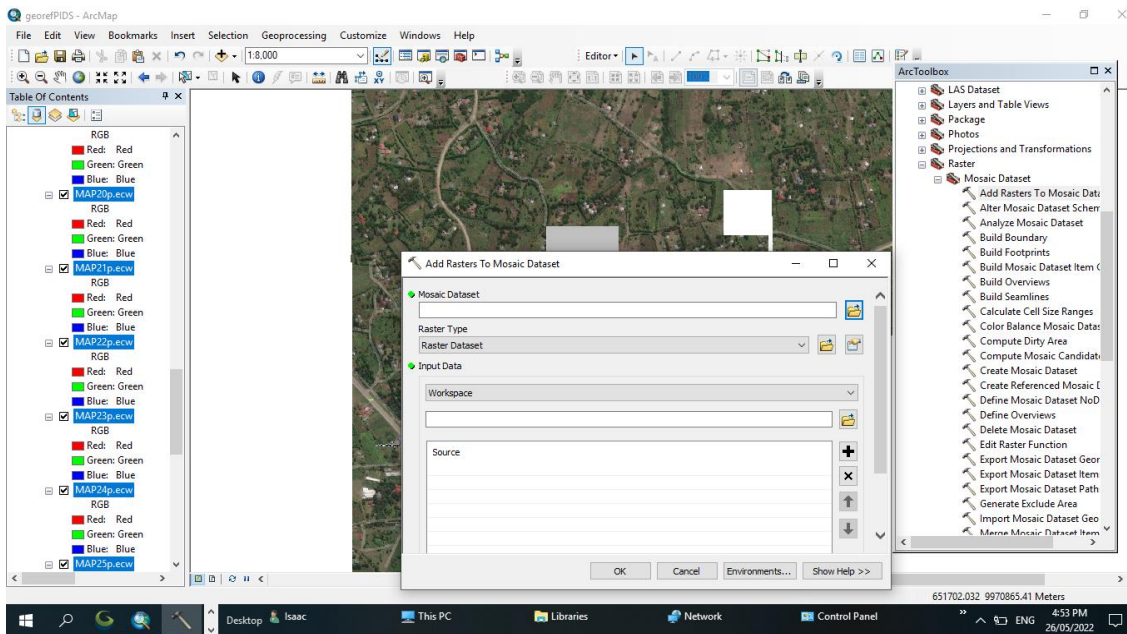 georefPIDS - ArcMap
File Edit View Bookmarks Insert Selection Geoprocessing Customize Windows Help
1:8,000
Editor
Table Of Contents
RGB
Red: Red
Green: Green
Blue: Blue
MAP20p.ecw
RGB
Red: Red
Green: Green
Blue: Blue
MAP21p.ecw
RGB
Red: Red
Green: Green
Blue: Blue
MAP22p.ecw
RGB
Red: Red
Green: Green
Blue: Blue
MAP23p.ecw
RGB
Red: Red
Green: Green
Blue: Blue
MAP24p.ecw
RGB
Red: Red
Green: Green
Blue: Blue
MAP25p.ecw
Add Rasters To Mosaic Dataset
Mosaic Dataset
Raster Type
Raster Dataset
Input Data
Workspace
Source
OK Cancel Environments... Show Help >>
ArcToolbox
LAS Dataset
Layers and Table Views
Package
Photos
Projections and Transformations
Raster
Mosaic Dataset
Add Rasters To Mosaic Data
Alter Mosaic Dataset Schem
Analyze Mosaic Dataset
Build Boundary
Build Footprints
Build Mosaic Dataset Item
Build Overviews
Build Seamlines
Calculate Cell Size Ranges
Color Balance Mosaic Datas
Compute Dirty Area
Compute Mosaic Candidat
Create Mosaic Dataset
Create Referenced Mosaic
Define Mosaic Dataset NoD
Define Overviews
Delete Mosaic Dataset
Edit Raster Function
Export Mosaic Dataset Geor
Export Mosaic Dataset Item
Export Mosaic Dataset Path
Generate Exclude Area
Import Mosaic Dataset Geo
Merge Mosaic Dataset Item
651702.032 9970865.41 Meters
Desktop Isaac This PC Libraries Network Control Panel ENG 4:53 PM
26/05/2022